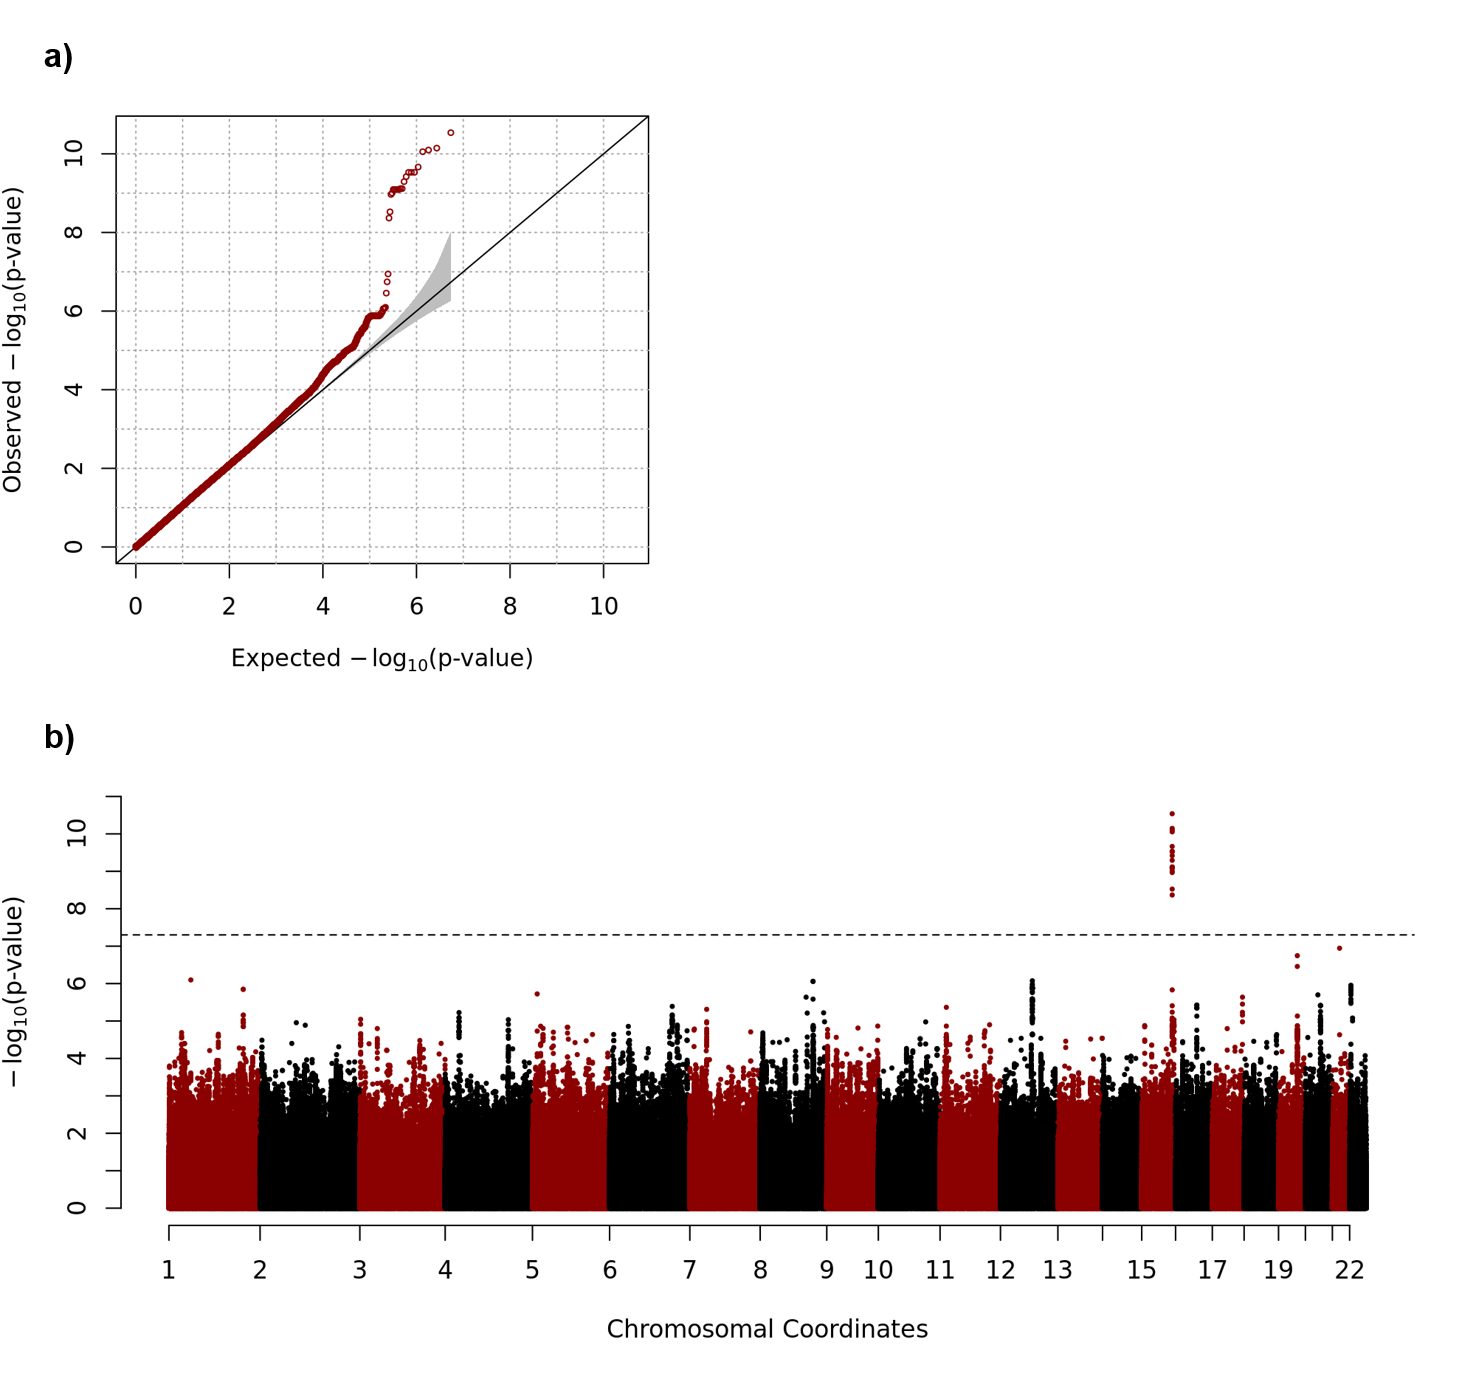 a)
10
8
6
4
2
0
Observed −log10(p-value)
0 2 4 6 8 10
Expected −log10(p-value)
b)
10
8
6
4
2
0
−log10(p-value)
1 2 3 4 5 6 7 8 9 10 11 12 13 15 17 19 22
Chromosomal Coordinates